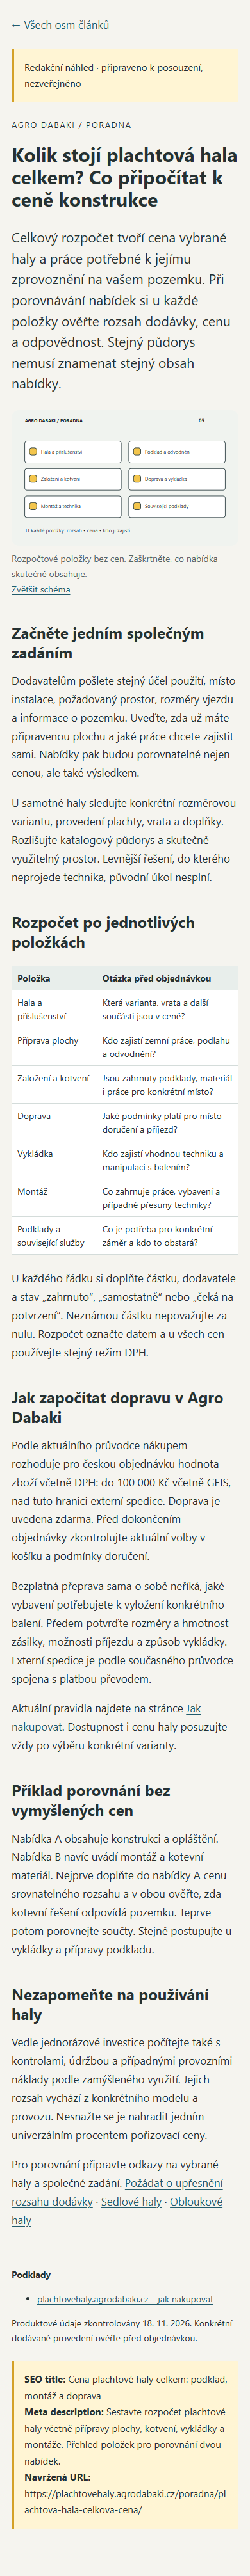 ← Všech osm článků
Redakční náhled · připraveno k posouzení,
nezveřejněno
AGRO DABAKI / PORADNA
Kolik stojí plachtová hala
celkem? Co připočítat k
ceně konstrukce
Celkový rozpočet tvoří cena vybrané
haly a práce potřebné k jejímu
zprovoznění na vašem pozemku. Při
porovnávání nabídek si u každé
položky ověřte rozsah dodávky, cenu
a odpovědnost. Stejný půdorys
nemusí znamenat stejný obsah
nabídky.
AGRO DABAKI / PORADNA 05
Hala a příslušenství Podklad a odvodnění
Založení a kotvení Doprava a vykládka
Montáž a technika Související podklady
U každé položky: rozsah • cena • kdo ji zajistí
Rozpočtové položky bez cen. Zaškrtněte, co nabídka
skutečně obsahuje.
Zvětšit schéma
Začněte jedním společným
zadáním
Dodavatelům pošlete stejný účel použití, místo
instalace, požadovaný prostor, rozměry vjezdu
a informace o pozemku. Uveďte, zda už máte
připravenou plochu a jaké práce chcete zajistit
sami. Nabídky pak budou porovnatelné nejen
cenou, ale také výsledkem.
U samotné haly sledujte konkrétní rozměrovou
variantu, provedení plachty, vrata a doplňky.
Rozlišujte katalogový půdorys a skutečně
využitelný prostor. Levnější řešení, do kterého
neprojede technika, původní úkol nesplní.
Rozpočet po jednotlivých
položkách
Položka Otázka před objednávkou
Hala a Která varianta, vrata a další
příslušenství součásti jsou v ceně?
Příprava plochy Kdo zajistí zemní práce, podlahu
a odvodnění?
Založení a kotvení Jsou zahrnuty podklady, materiál
i práce pro konkrétní místo?
Doprava Jaké podmínky platí pro místo
doručení a příjezd?
Vykládka Kdo zajistí vhodnou techniku a
manipulaci s balením?
Montáž Co zahrnuje práce, vybavení a
případné přesuny techniky?
Podklady a Co je potřeba pro konkrétní
související služby záměr a kdo to obstará?
U každého řádku si doplňte částku, dodavatele
a stav „zahrnuto“, „samostatně“ nebo „čeká na
potvrzení“. Neznámou částku nepovažujte za
nulu. Rozpočet označte datem a u všech cen
používejte stejný režim DPH.
Jak započítat dopravu v Agro
Dabaki
Podle aktuálního průvodce nákupem
rozhoduje pro českou objednávku hodnota
zboží včetně DPH: do 100 000 Kč včetně GEIS,
nad tuto hranici externí spedice. Doprava je
uvedena zdarma. Před dokončením
objednávky zkontrolujte aktuální volby v
košíku a podmínky doručení.
Bezplatná přeprava sama o sobě neříká, jaké
vybavení potřebujete k vyložení konkrétního
balení. Předem potvrďte rozměry a hmotnost
zásilky, možnosti příjezdu a způsob vykládky.
Externí spedice je podle současného průvodce
spojena s platbou převodem.
Aktuální pravidla najdete na stránce Jak
nakupovat. Dostupnost i cenu haly posuzujte
vždy po výběru konkrétní varianty.
Příklad porovnání bez
vymyšlených cen
Nabídka A obsahuje konstrukci a opláštění.
Nabídka B navíc uvádí montáž a kotevní
materiál. Nejprve doplňte do nabídky A cenu
srovnatelného rozsahu a v obou ověřte, zda
kotevní řešení odpovídá pozemku. Teprve
potom porovnejte součty. Stejně postupujte u
vykládky a přípravy podkladu.
Nezapomeňte na používání
haly
Vedle jednorázové investice počítejte také s
kontrolami, údržbou a případnými provozními
náklady podle zamýšleného využití. Jejich
rozsah vychází z konkrétního modelu a
provozu. Nesnažte se je nahradit jedním
univerzálním procentem pořizovací ceny.
Pro porovnání připravte odkazy na vybrané
haly a společné zadání. Požádat o upřesnění
rozsahu dodávky · Sedlové haly · Obloukové
haly
Podklady
• plachtovehaly.agrodabaki.cz – jak nakupovat
Produktové údaje zkontrolovány 18. 11. 2026. Konkrétní
dodávané provedení ověřte před objednávkou.
SEO title: Cena plachtové haly celkem: podklad,
montáž a doprava
Meta description: Sestavte rozpočet plachtové
haly včetně přípravy plochy, kotvení, vykládky a
montáže. Přehled položek pro porovnání dvou
nabídek.
Navržená URL:
https://plachtovehaly.agrodabaki.cz/poradna/pl
achtova-hala-celkova-cena/